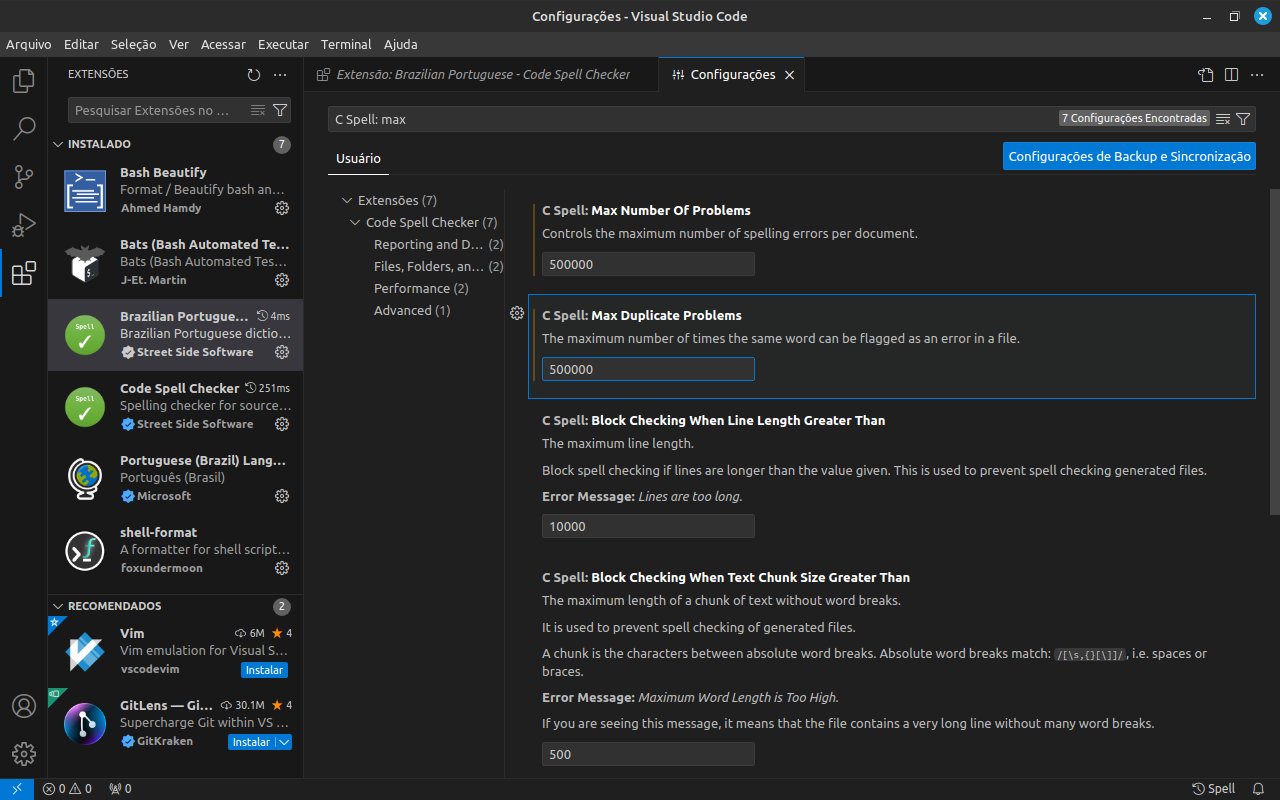 Configurações - Visual Studio Code
Arquivo Editar Seleção Ver Acessar Executar Terminal Ajuda
EXTENSÕES
Pesquisar Extensões no ...
INSTALADO 7
Bash Beautify
Format / Beautify bash an...
Ahmed Hamdy
Bats (Bash Automated Te...
Bats (Bash Automated Tes...
J-Et. Martin
Spell
Brazilian Portugue... 4ms
Brazilian Portuguese dictio...
Street Side Software
Spell
Code Spell Checker 251ms
Spelling checker for source...
Street Side Software
Portuguese (Brazil) Lang...
Português (Brasil)
Microsoft
shell-format
A formatter for shell script...
foxundermoon
RECOMENDADOS 2
Vim 6M 4
Vim emulation for Visual S...
vscodevim Instalar
GitLens — Gi... 30.1M 4
Supercharge Git within VS ...
GitKraken Instalar
Extensão: Brazilian Portuguese - Code Spell Checker
Configurações
C Spell: max 7 Configurações Encontradas
Usuário
Configurações de Backup e Sincronização
Extensões (7)
Code Spell Checker (7)
Reporting and D... (2)
Files, Folders, an... (2)
Performance (2)
Advanced (1)
C Spell: Max Number Of Problems
Controls the maximum number of spelling errors per document.
500000
C Spell: Max Duplicate Problems
The maximum number of times the same word can be flagged as an error in a file.
500000
C Spell: Block Checking When Line Length Greater Than
The maximum line length.
Block spell checking if lines are longer than the value given. This is used to prevent spell checking generated files.
Error Message: Lines are too long.
10000
C Spell: Block Checking When Text Chunk Size Greater Than
The maximum length of a chunk of text without word breaks.
It is used to prevent spell checking of generated files.
A chunk is the characters between absolute word breaks. Absolute word breaks match: /[\s,{}[\]]/, i.e. spaces or
braces.
Error Message: Maximum Word Length is Too High.
If you are seeing this message, it means that the file contains a very long line without many word breaks.
500
0 0 0
Spell